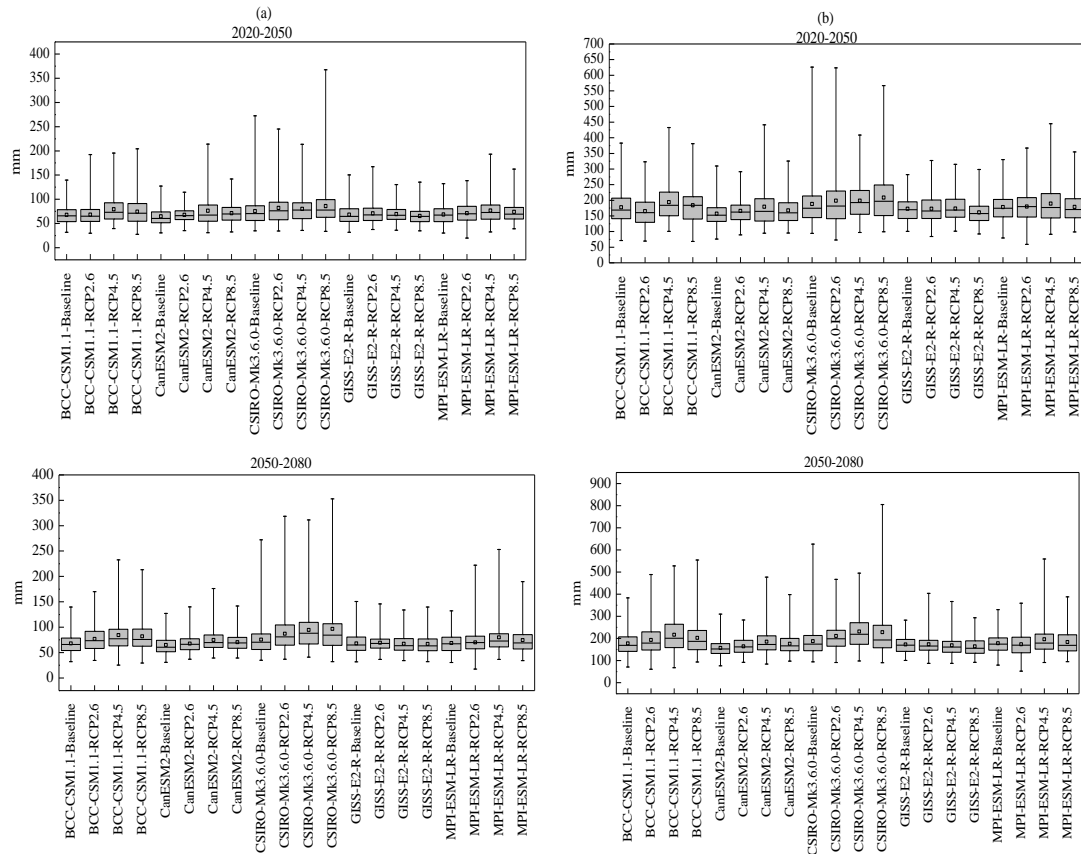 (a)
2020-2050
400
350
300
250
200
150
100
50
0
mm
BCC-CSM1.1-Baseline
BCC-CSM1.1-RCP2.6
BCC-CSM1.1-RCP4.5
BCC-CSM1.1-RCP8.5
CanESM2-Baseline
CanESM2-RCP2.6
CanESM2-RCP4.5
CanESM2-RCP8.5
CSIRO-Mk3.6.0-Baseline
CSIRO-Mk3.6.0-RCP2.6
CSIRO-Mk3.6.0-RCP4.5
CSIRO-Mk3.6.0-RCP8.5
GISS-E2-R-Baseline
GISS-E2-R-RCP2.6
GISS-E2-R-RCP4.5
GISS-E2-R-RCP8.5
MPI-ESM-LR-Baseline
MPI-ESM-LR-RCP2.6
MPI-ESM-LR-RCP4.5
MPI-ESM-LR-RCP8.5
(b)
2020-2050
700
600
500
400
300
200
100
0
mm
BCC-CSM1.1-Baseline
BCC-CSM1.1-RCP2.6
BCC-CSM1.1-RCP4.5
BCC-CSM1.1-RCP8.5
CanESM2-Baseline
CanESM2-RCP2.6
CanESM2-RCP4.5
CanESM2-RCP8.5
CSIRO-Mk3.6.0-Baseline
CSIRO-Mk3.6.0-RCP2.6
CSIRO-Mk3.6.0-RCP4.5
CSIRO-Mk3.6.0-RCP8.5
GISS-E2-R-Baseline
GISS-E2-R-RCP2.6
GISS-E2-R-RCP4.5
GISS-E2-R-RCP8.5
MPI-ESM-LR-Baseline
MPI-ESM-LR-RCP2.6
MPI-ESM-LR-RCP4.5
MPI-ESM-LR-RCP8.5
2050-2080
400
350
300
250
200
150
100
50
0
mm
BCC-CSM1.1-Baseline
BCC-CSM1.1-RCP2.6
BCC-CSM1.1-RCP4.5
BCC-CSM1.1-RCP8.5
CanESM2-Baseline
CanESM2-RCP2.6
CanESM2-RCP4.5
CanESM2-RCP8.5
CSIRO-Mk3.6.0-Baseline
CSIRO-Mk3.6.0-RCP2.6
CSIRO-Mk3.6.0-RCP4.5
CSIRO-Mk3.6.0-RCP8.5
GISS-E2-R-Baseline
GISS-E2-R-RCP2.6
GISS-E2-R-RCP4.5
GISS-E2-R-RCP8.5
MPI-ESM-LR-Baseline
MPI-ESM-LR-RCP2.6
MPI-ESM-LR-RCP4.5
MPI-ESM-LR-RCP8.5
2050-2080
900
800
700
600
500
400
300
200
100
0
mm
BCC-CSM1.1-Baseline
BCC-CSM1.1-RCP2.6
BCC-CSM1.1-RCP4.5
BCC-CSM1.1-RCP8.5
CanESM2-Baseline
CanESM2-RCP2.6
CanESM2-RCP4.5
CanESM2-RCP8.5
CSIRO-Mk3.6.0-Baseline
CSIRO-Mk3.6.0-RCP2.6
CSIRO-Mk3.6.0-RCP4.5
CSIRO-Mk3.6.0-RCP8.5
GISS-E2-R-Baseline
GISS-E2-R-RCP2.6
GISS-E2-R-RCP4.5
GISS-E2-R-RCP8.5
MPI-ESM-LR-Baseline
MPI-ESM-LR-RCP2.6
MPI-ESM-LR-RCP4.5
MPI-ESM-LR-RCP8.5